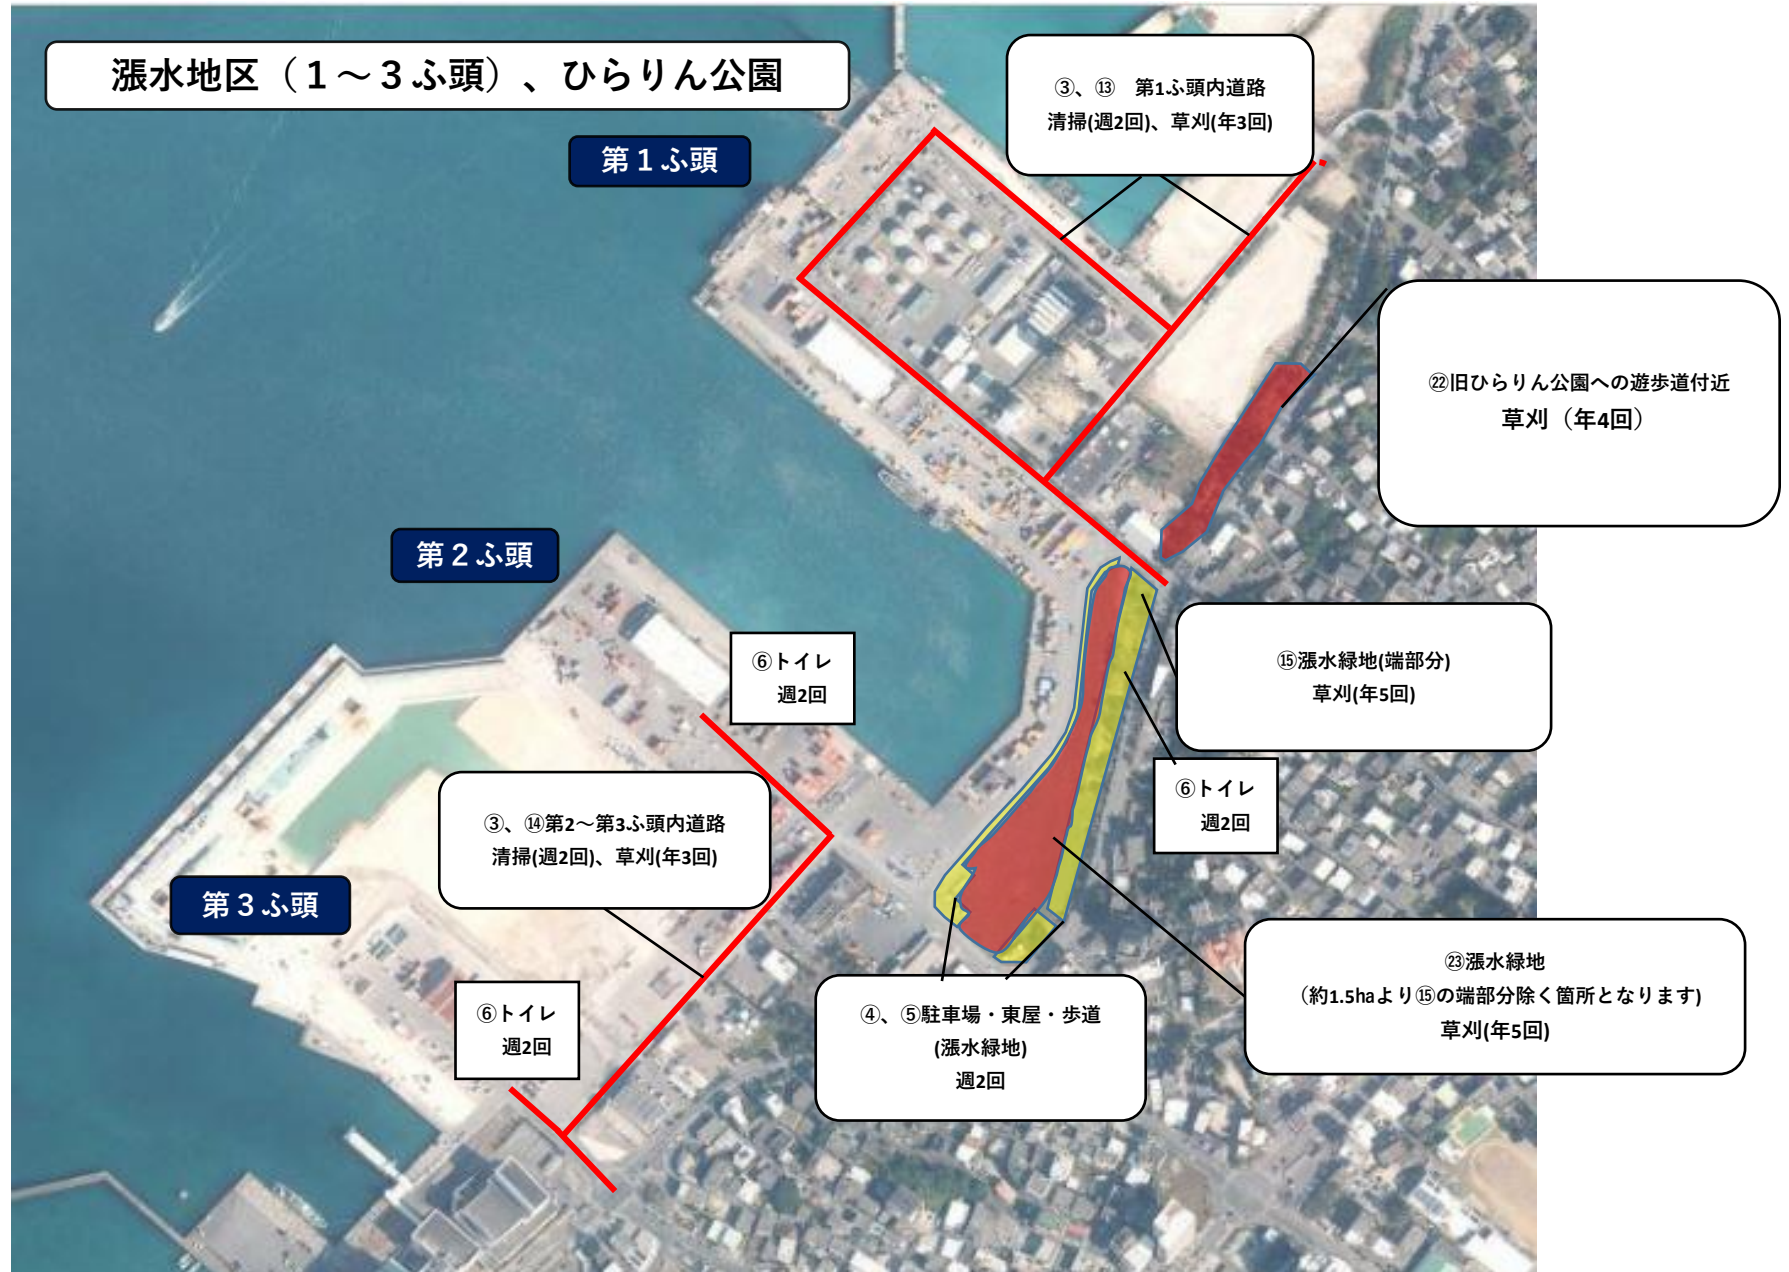 漲水地区（１～３ふ頭）、ひらりん公園
③、⑬　第1ふ頭内道路
清掃(週2回)、草刈(年3回)
第１ふ頭
㉒旧ひらりん公園への遊歩道付近
草刈（年4回）
第２ふ頭
⑥トイレ
週2回
⑮漲水緑地(端部分)
草刈(年5回)
⑥トイレ
週2回
③、⑭第2～第3ふ頭内道路
清掃(週2回)、草刈(年3回)
第３ふ頭
㉓漲水緑地
（約1.5haより⑮の端部分除く箇所となります)
草刈(年5回)
⑥トイレ
週2回
④、⑤駐車場・東屋・歩道
(漲水緑地)
週2回